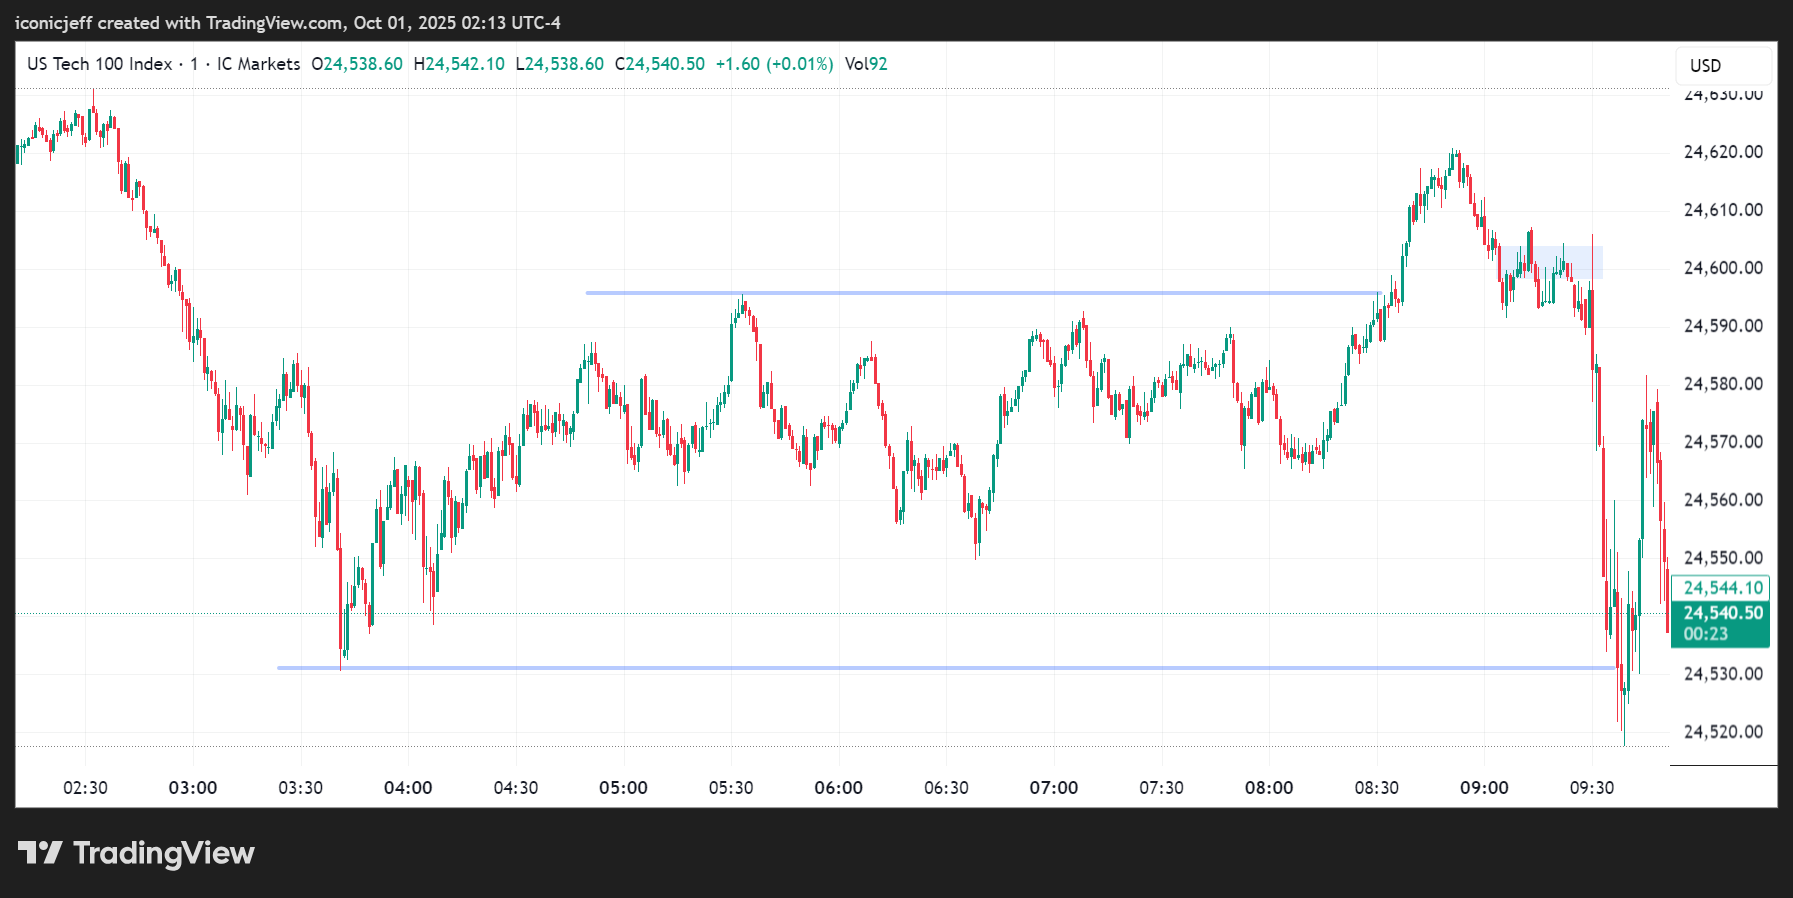 iconicjeff created with TradingView.com, Oct 01, 2025 02:13 UTC-4
US Tech 100 Index · 1 · IC Markets O24,538.60 H24,542.10 L24,538.60 C24,540.50 +1.60 (+0.01%) Vol92
USD
24,630.00
24,620.00
24,610.00
24,600.00
24,590.00
24,580.00
24,570.00
24,560.00
24,550.00
24,544.10
24,540.50
00:23
24,530.00
24,520.00
02:30 03:00 03:30 04:00 04:30 05:00 05:30 06:00 06:30 07:00 07:30 08:00 08:30 09:00 09:30
TradingView